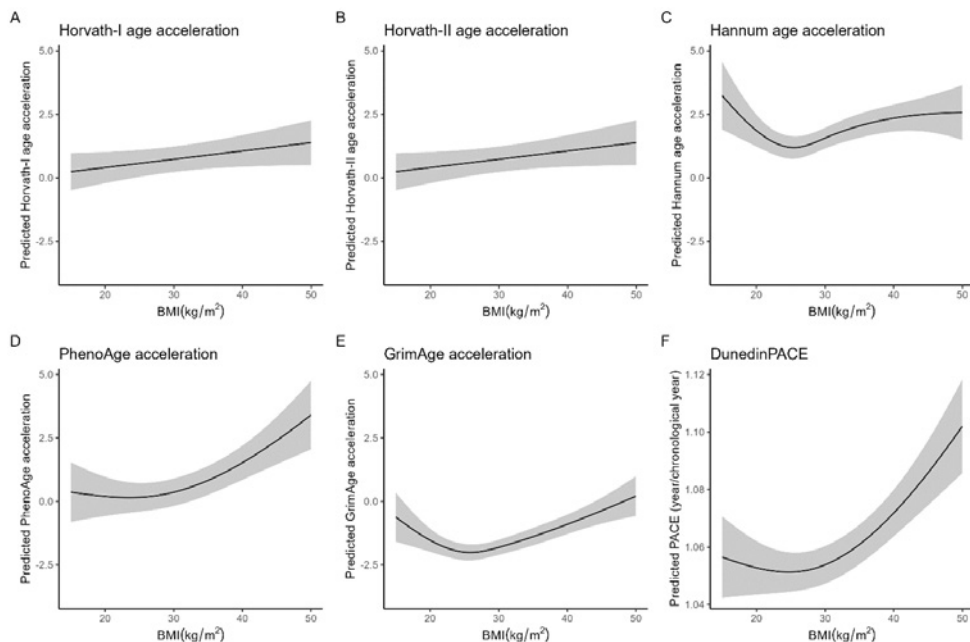 A
Horvath-I age acceleration
Predicted Horvath-I age acceleration
5.0
2.5
0.0
-2.5
20
30
40
50
BMI(kg/m²)
B
Horvath-II age acceleration
Predicted Horvath-II age acceleration
5.0
2.5
0.0
-2.5
20
30
40
50
BMI(kg/m²)
C
Hannum age acceleration
Predicted Hannum age acceleration
5.0
2.5
0.0
-2.5
20
30
40
50
BMI(kg/m²)
D
PhenoAge acceleration
Predicted PhenoAge acceleration
5.0
2.5
0.0
-2.5
20
30
40
50
BMI(kg/m²)
E
GrimAge acceleration
Predicted GrimAge acceleration
5.0
2.5
0.0
-2.5
20
30
40
50
BMI(kg/m²)
F
DunedinPACE
Predicted PACE (year/chronological year)
1.12
1.10
1.08
1.06
1.04
20
30
40
50
BMI(kg/m²)